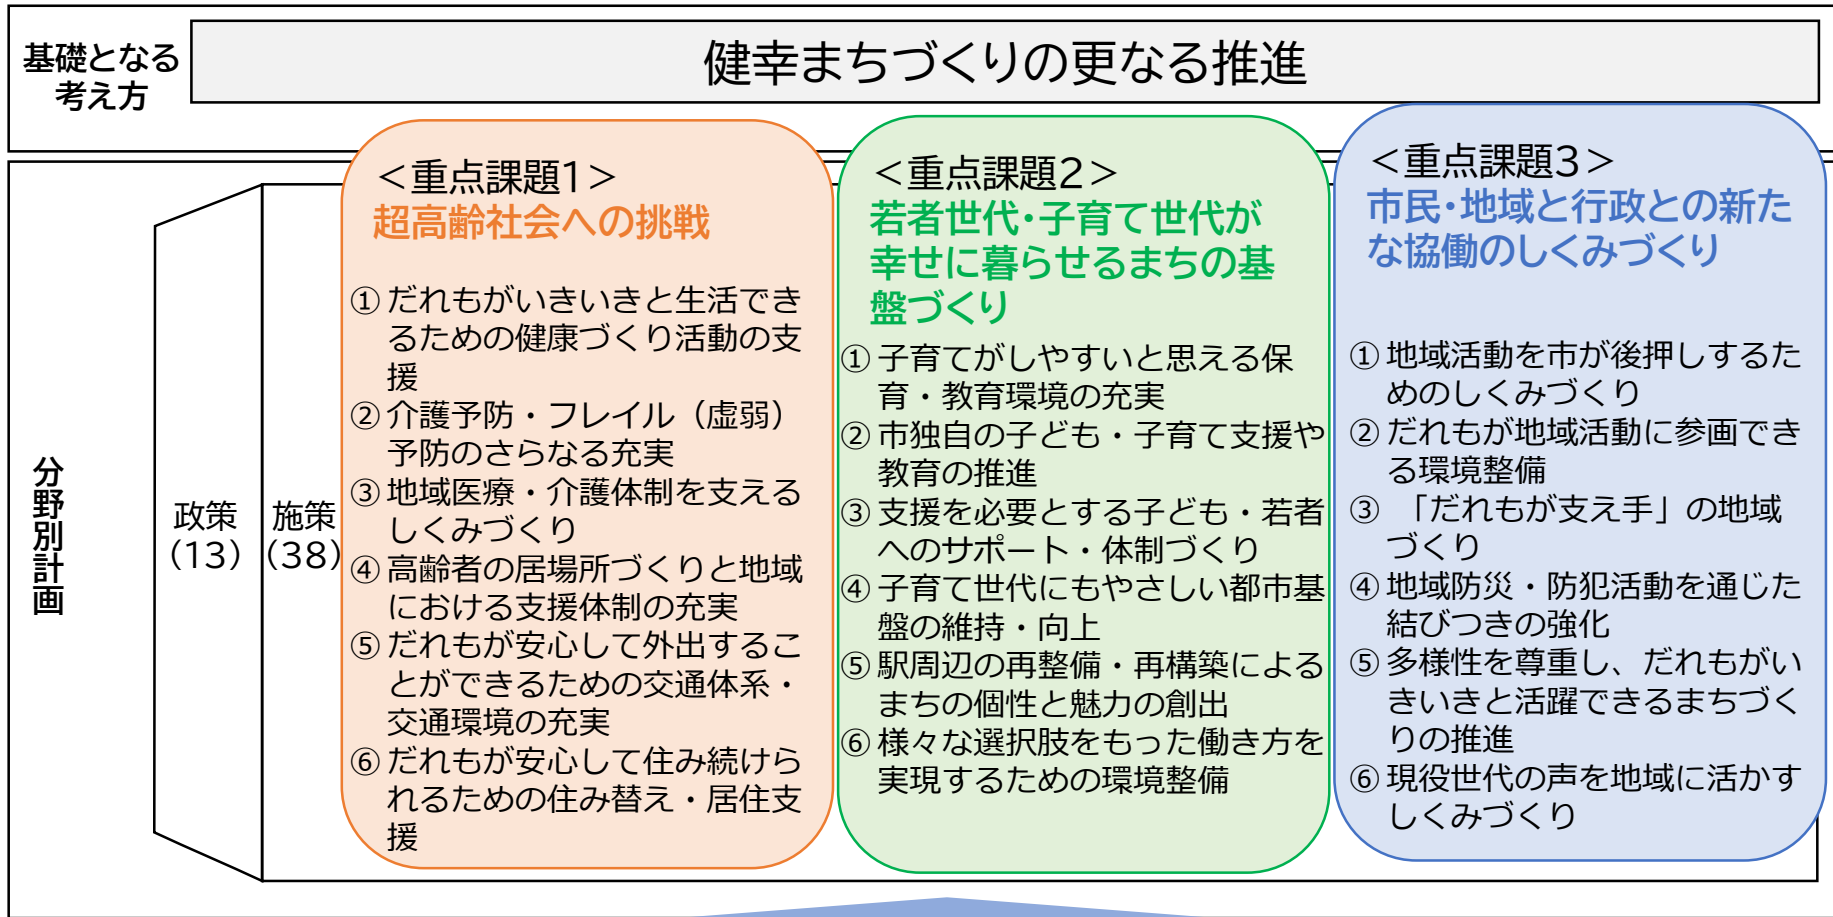 基礎となる
考え方
健幸まちづくりの更なる推進
分野別計画
政策
(13)
施策
(38)
＜重点課題1＞
超高齢社会への挑戦
① だれもがいきいきと生活でき
るための健康づくり活動の支
援
② 介護予防・フレイル（虚弱）
予防のさらなる充実
③ 地域医療・介護体制を支える
しくみづくり
④ 高齢者の居場所づくりと地域
における支援体制の充実
⑤ だれもが安心して外出するこ
とができるための交通体系・
交通環境の充実
⑥ だれもが安心して住み続けら
れるための住み替え・居住支
援
＜重点課題2＞
若者世代・子育て世代が
幸せに暮らせるまちの基
盤づくり
① 子育てがしやすいと思える保
育・教育環境の充実
② 市独自の子ども・子育て支援や
教育の推進
③ 支援を必要とする子ども・若者
へのサポート・体制づくり
④ 子育て世代にもやさしい都市基
盤の維持・向上
⑤ 駅周辺の再整備・再構築による
まちの個性と魅力の創出
⑥ 様々な選択肢をもった働き方を
実現するための環境整備
＜重点課題3＞
市民・地域と行政との新た
な協働のしくみづくり
① 地域活動を市が後押しするた
めのしくみづくり
② だれもが地域活動に参画でき
る環境整備
③ 「だれもが支え手」の地域
づくり
④ 地域防災・防犯活動を通じた
結びつきの強化
⑤ 多様性を尊重し、だれもがい
きいきと活躍できるまちづく
りの推進
⑥ 現役世代の声を地域に活かす
しくみづくり